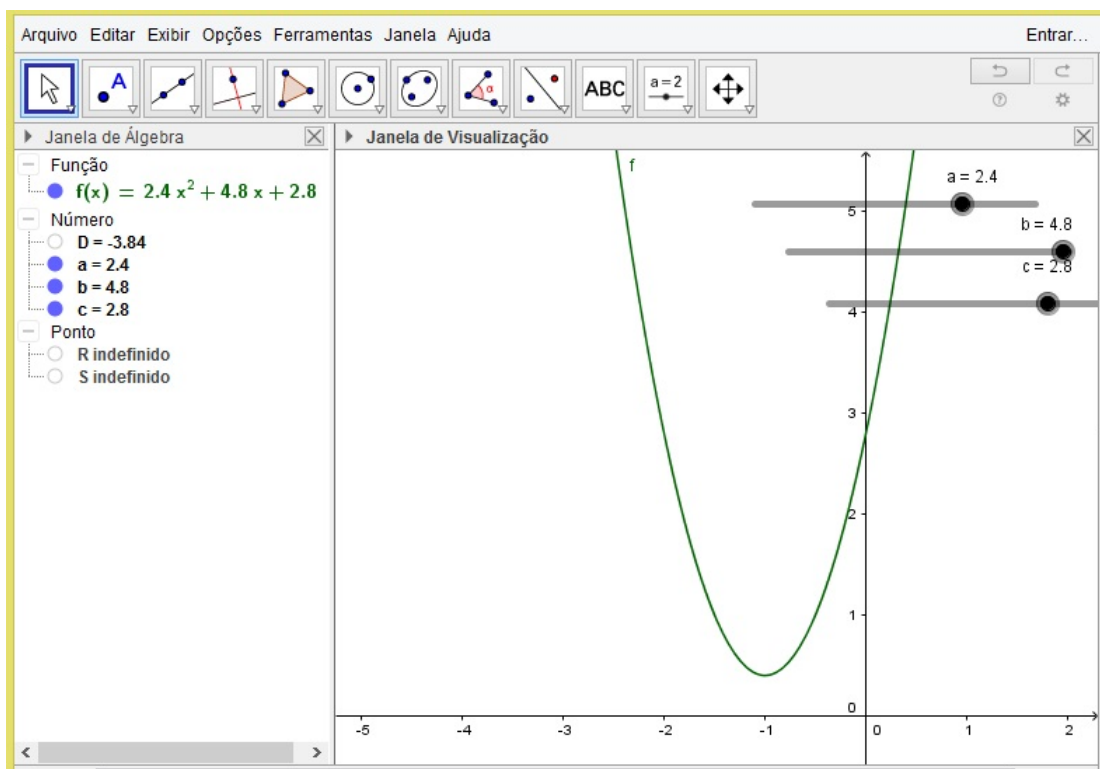 Arquivo Editar Exibir Opções Ferramentas Janela Ajuda Entrar...
A α ABC a=2
Janela de Álgebra
Função
f(x) = 2.4 x² + 4.8 x + 2.8
Número
D = -3.84
a = 2.4
b = 4.8
c = 2.8
Ponto
R indefinido
S indefinido
Janela de Visualização
f
a = 2.4
b = 4.8
c = 2.8
5
4
3
2
1
0
-5 -4 -3 -2 -1 0 1 2